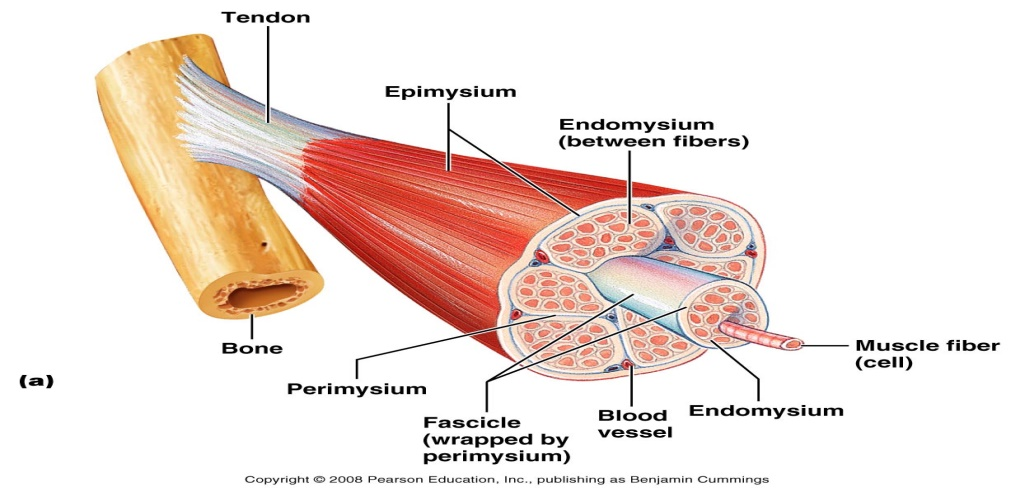 Tendon
Epimysium
Endomysium
(between fibers)
Muscle fiber
(cell)
Bone
(a)
Perimysium
Fascicle
(wrapped by
perimysium)
Blood
vessel
Endomysium
Copyright © 2008 Pearson Education, Inc., publishing as Benjamin Cummings